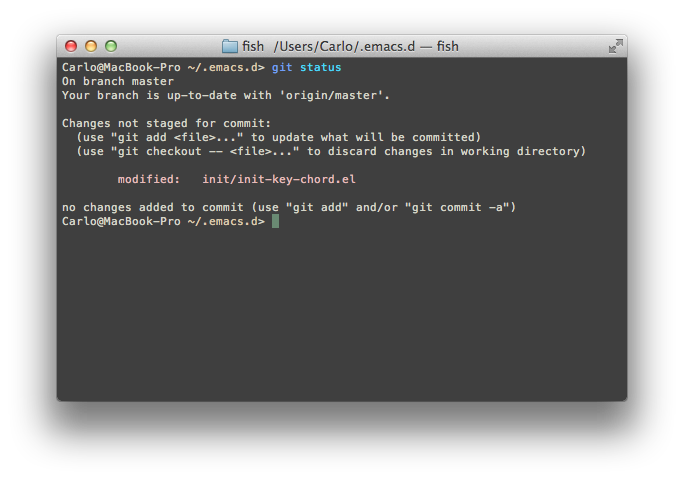 fish /Users/Carlo/.emacs.d — fish
Carlo@MacBook-Pro ~/.emacs.d> git status
On branch master
Your branch is up-to-date with 'origin/master'.
Changes not staged for commit:
(use "git add <file>..." to update what will be committed)
(use "git checkout -- <file>..." to discard changes in working directory)
modified: init/init-key-chord.el
no changes added to commit (use "git add" and/or "git commit -a")
Carlo@MacBook-Pro ~/.emacs.d>